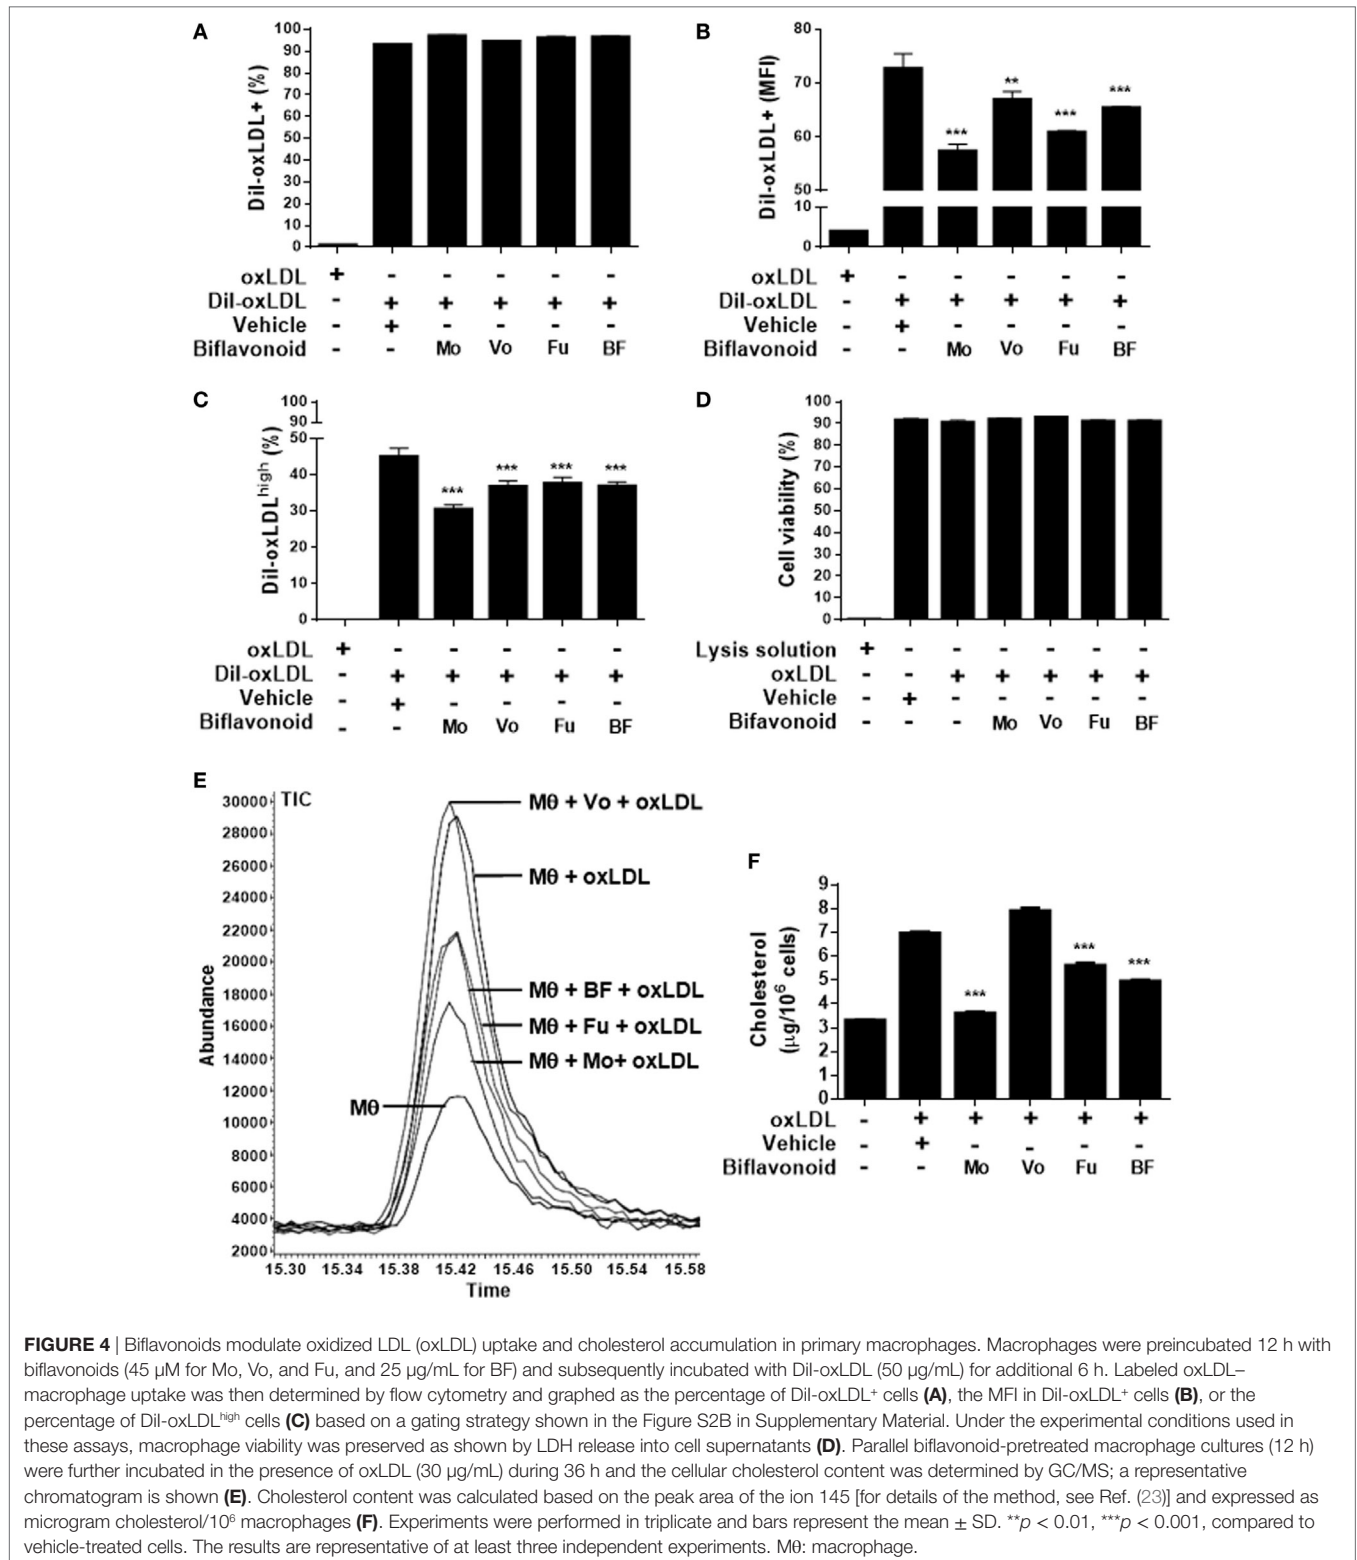 A
DiI-oxLDL+ (%)
100
90
80
70
60
50
40
30
20
10
0
oxLDL + - - - - -
DiI-oxLDL - + + + + +
Vehicle - + - - - -
Biflavonoid - - Mo Vo Fu BF
B
DiI-oxLDL+ (MFI)
80
70
60
50
10
0
*** ** *** ***
oxLDL + - - - - -
DiI-oxLDL - + + + + +
Vehicle - + - - - -
Biflavonoid - - Mo Vo Fu BF
C
DiI-oxLDLhigh (%)
100
90
50
40
30
20
10
0
*** *** *** ***
oxLDL + - - - - -
DiI-oxLDL - + + + + +
Vehicle - + - - - -
Biflavonoid - - Mo Vo Fu BF
D
Cell viability (%)
100
90
80
70
60
50
40
30
20
10
0
Lysis solution + - - - - - -
oxLDL - - + + + + +
Vehicle - + - - - - -
Bifavonoid - - - Mo Vo Fu BF
E
TIC
Abundance
30000
28000
26000
24000
22000
20000
18000
16000
14000
12000
10000
8000
6000
4000
2000
Mθ + Vo + oxLDL
Mθ + oxLDL
Mθ + BF + oxLDL
Mθ + Fu + oxLDL
Mθ + Mo+ oxLDL
Mθ
15.30 15.34 15.38 15.42 15.46 15.50 15.54 15.58
Time
F
Cholesterol
(µg/10⁶ cells)
9
8
7
6
5
4
3
2
1
0
*** *** ***
oxLDL - + + + + +
Vehicle - + - - - -
Biflavonoid - - Mo Vo Fu BF
FIGURE 4 | Biflavonoids modulate oxidized LDL (oxLDL) uptake and cholesterol accumulation in primary macrophages. Macrophages were preincubated 12 h with
biflavonoids (45 µM for Mo, Vo, and Fu, and 25 µg/mL for BF) and subsequently incubated with DiI-oxLDL (50 µg/mL) for additional 6 h. Labeled oxLDL–
macrophage uptake was then determined by flow cytometry and graphed as the percentage of DiI-oxLDL⁺ cells (A), the MFI in DiI-oxLDL⁺ cells (B), or the
percentage of DiI-oxLDLhigh cells (C) based on a gating strategy shown in the Figure S2B in Supplementary Material. Under the experimental conditions used in
these assays, macrophage viability was preserved as shown by LDH release into cell supernatants (D). Parallel biflavonoid-pretreated macrophage cultures (12 h)
were further incubated in the presence of oxLDL (30 µg/mL) during 36 h and the cellular cholesterol content was determined by GC/MS; a representative
chromatogram is shown (E). Cholesterol content was calculated based on the peak area of the ion 145 [for details of the method, see Ref. (23)] and expressed as
microgram cholesterol/10⁶ macrophages (F). Experiments were performed in triplicate and bars represent the mean ± SD. **p < 0.01, ***p < 0.001, compared to
vehicle-treated cells. The results are representative of at least three independent experiments. Mθ: macrophage.